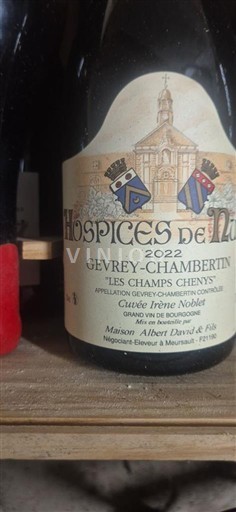 HOSPICES DE NU
2022
GEVREY-CHAMBERTIN
"LES CHAMPS CHENYS"
APPELLATION GEVREY-CHAMBERTIN CONTRÔLÉE
Cuvée Irène Noblet
GRAND VIN DE BOURGOGNE
Mis en bouteille par
Maison Albert David & Fils
Négociant-Eleveur à Meursault - F21190